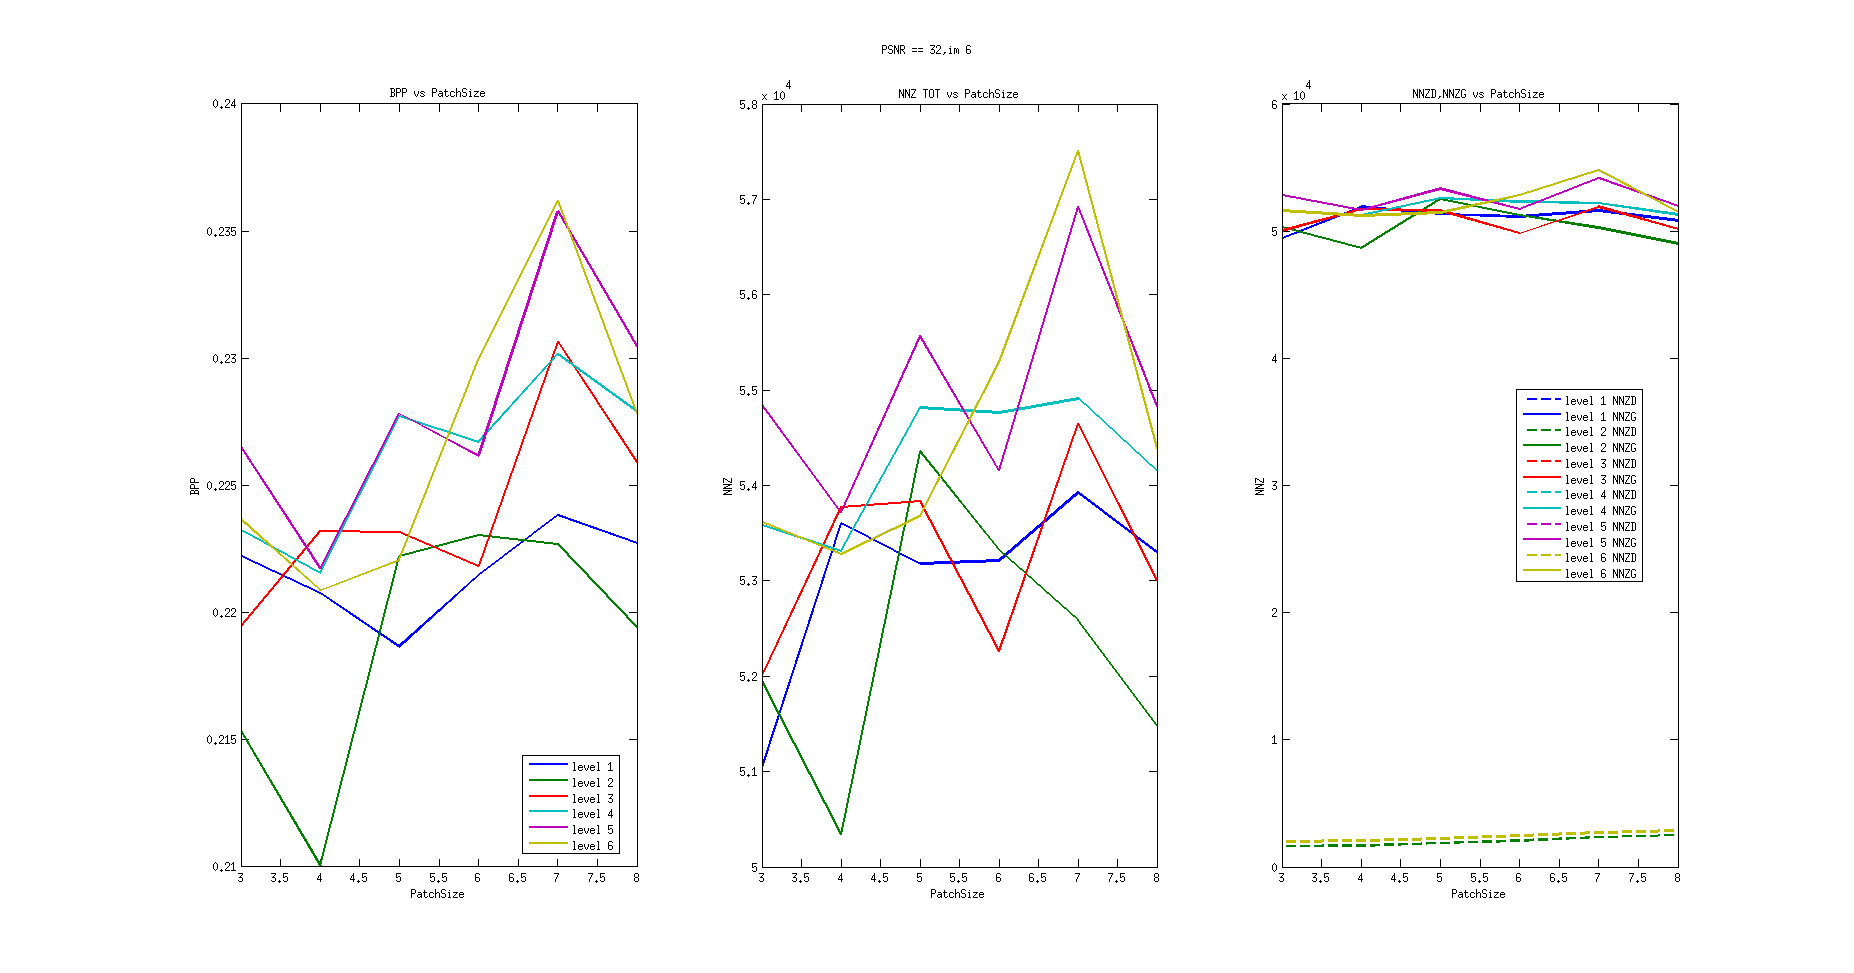 PSNR == 32,im 6
BPP vs PatchSize
0.24
0.235
0.23
0.225
0.22
0.215
0.21
BPP
3 3.5 4 4.5 5 5.5 6 6.5 7 7.5 8
PatchSize
level 1
level 2
level 3
level 4
level 5
level 6
NNZ TOT vs PatchSize
x 10 4
5.8
5.7
5.6
5.5
5.4
5.3
5.2
5.1
5
NNZ
3 3.5 4 4.5 5 5.5 6 6.5 7 7.5 8
PatchSize
NNZD,NNZG vs PatchSize
x 10 4
6
5
4
3
2
1
0
NNZ
3 3.5 4 4.5 5 5.5 6 6.5 7 7.5 8
PatchSize
level 1 NNZD
level 1 NNZG
level 2 NNZD
level 2 NNZG
level 3 NNZD
level 3 NNZG
level 4 NNZD
level 4 NNZG
level 5 NNZD
level 5 NNZG
level 6 NNZD
level 6 NNZG